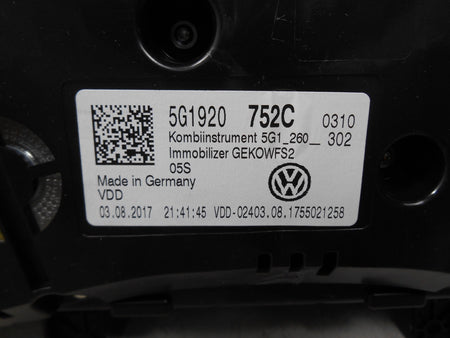 5G1920 752C 0310
Kombiinstrument 5G1_260__ 302
Immobilizer GEKOWFS2
05S
Made in Germany
VDD
03.08.2017 21:41:45 VDD-02403.08.1755021258